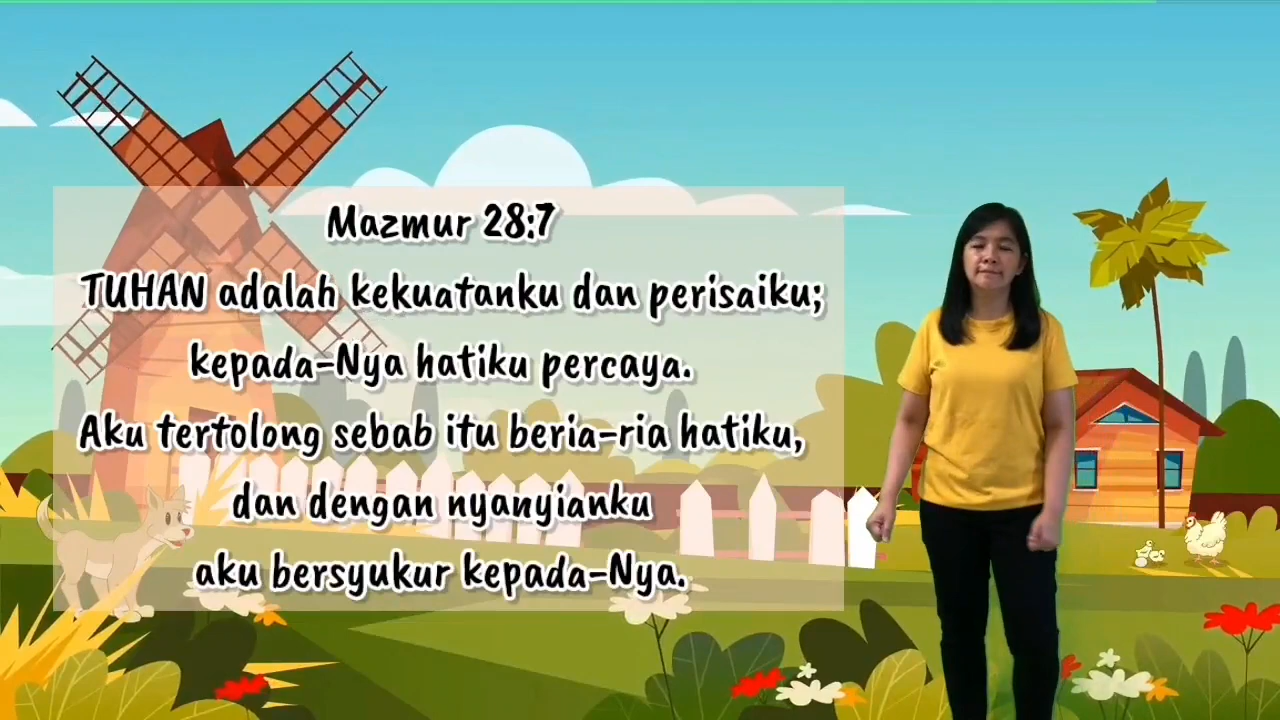 Mazmur 28:7
TUHAN adalah kekuatanku dan perisaiku;
kepada-Nya hatiku percaya.
Aku tertolong sebab itu beria-ria hatiku,
dan dengan nyanyianku
aku bersyukur kepada-Nya.